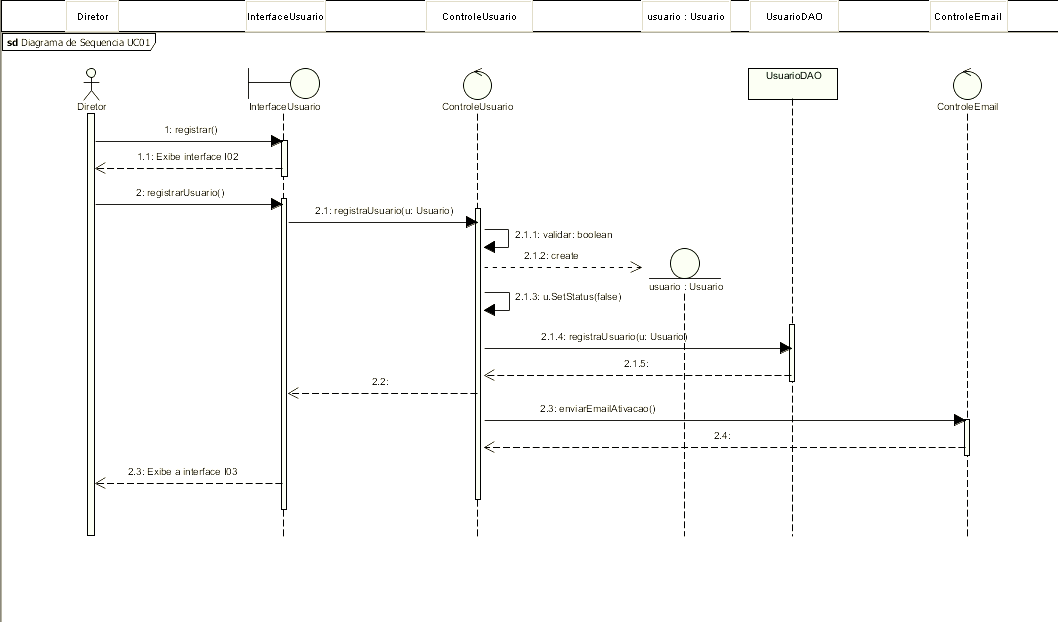 Diretor
InterfaceUsuario
ControleUsuario
usuario : Usuario
UsuarioDAO
ControleEmail
sd Diagrama de Sequencia UC01
UsuarioDAO
Diretor
InterfaceUsuario
ControleUsuario
ControleEmail
1: registrar()
1.1: Exibe interface I02
2: registrarUsuario()
2.1: registraUsuario(u: Usuario)
2.1.1: validar: boolean
2.1.2: create
usuario : Usuario
2.1.3: u.SetStatus(false)
2.1.4: registraUsuario(u: Usuario)
2.1.5:
2.2:
2.3: enviarEmailAtivacao()
2.4:
2.3: Exibe a interface I03